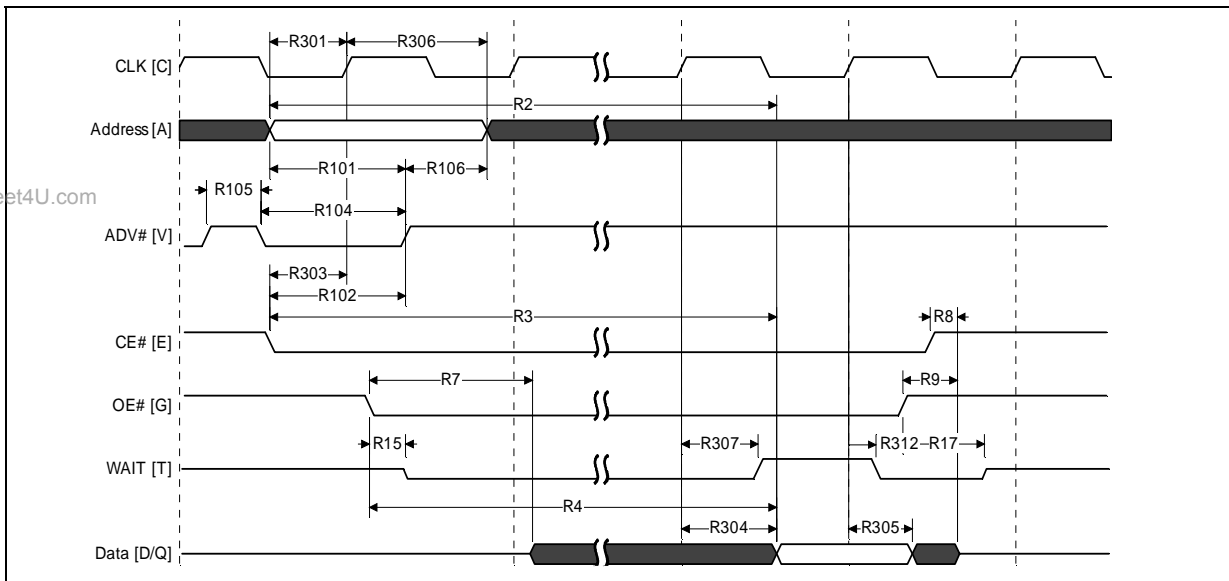 R301 R306
CLK [C]
R2
Address [A]
R101 R106
R105
eet4U.com
R104
ADV# [V]
R303
R102
R3
R8
CE# [E]
R7
R9
OE# [G]
R15
R307
R312 R17
WAIT [T]
R4
R304 R305
Data [D/Q]